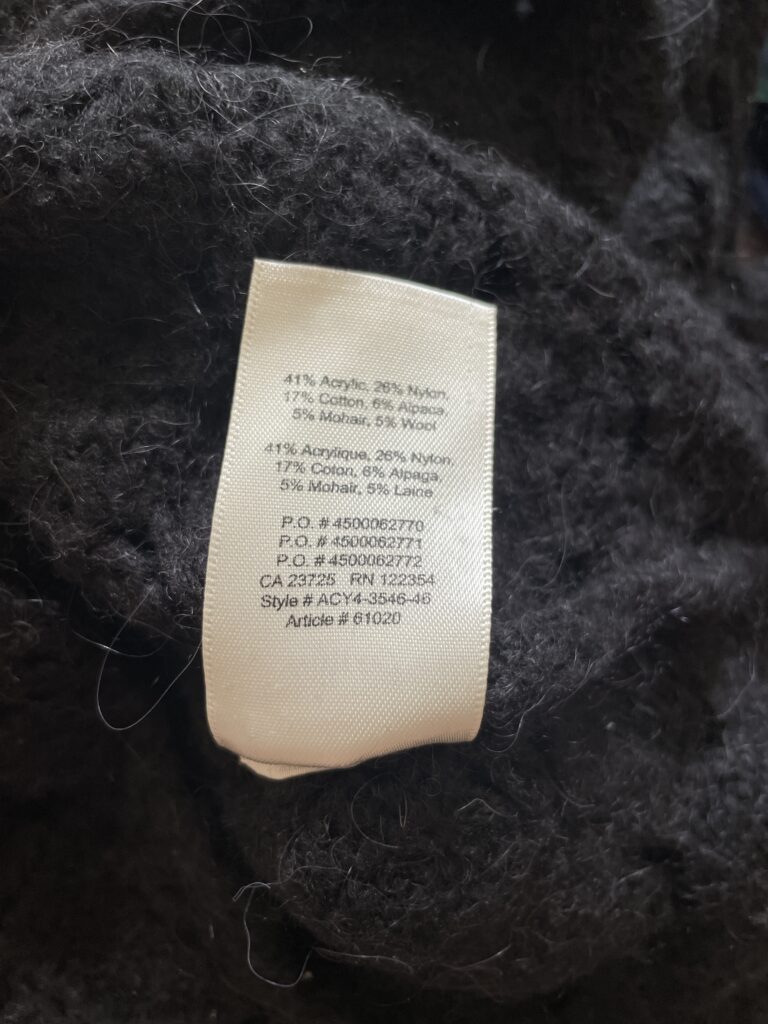 41% Acrylic, 26% Nylon,
17% Cotton, 6% Alpaca,
5% Mohair, 5% Wool
41% Acrylique, 26% Nylon,
17% Coton, 6% Alpaga,
5% Mohair, 5% Laine
P.O. # 4500062770
P.O. # 4500062771
P.O. # 4500062772
CA 23725 RN 122354
Style # ACY4-3546-46
Article # 61020